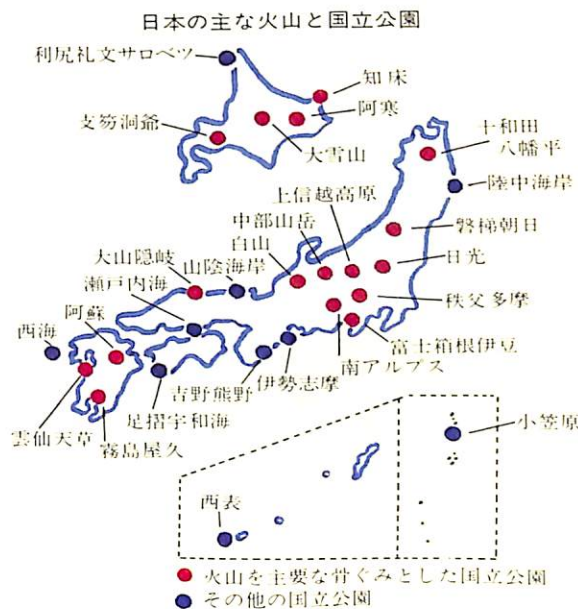 日本の主な火山と国立公園
利尻礼文サロベツ
知床
阿寒
支笏洞爺
大雪山
十和田
八幡平
陸中海岸
上信越高原
中部山岳
白山
磐梯朝日
日光
大山隠岐
山陰海岸
瀬戸内海
秩父多摩
阿蘇
西海
富士箱根伊豆
南アルプス
伊勢志摩
吉野熊野
足摺宇和海
雲仙天草
霧島屋久
小笠原
西表
火山を主要な骨ぐみとした国立公園
その他の国立公園